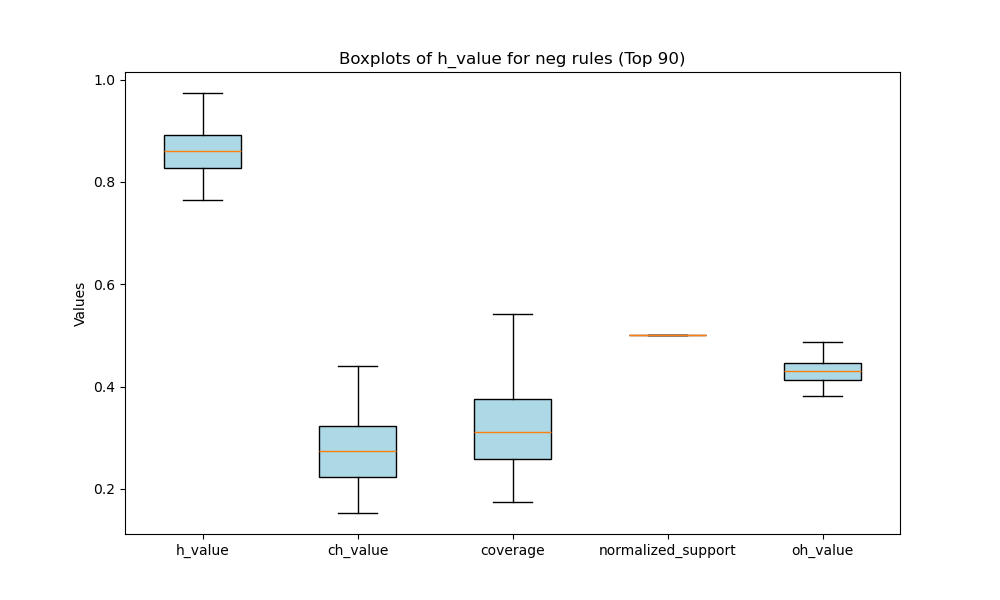 Boxplots of h_value for neg rules (Top 90)
1.0
0.8
0.6
0.4
0.2
Values
h_value
ch_value
coverage
normalized_support
oh_value